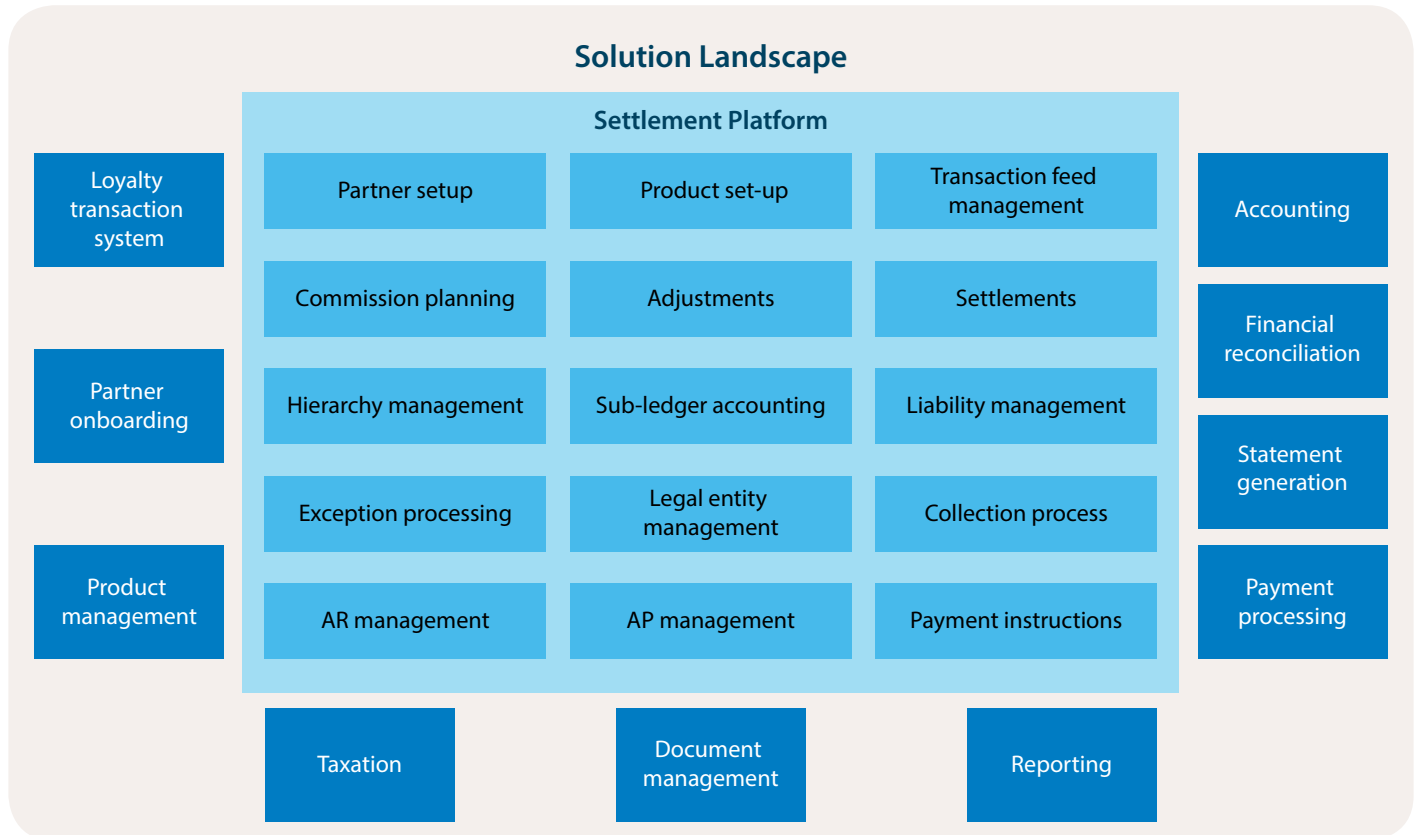 Solution Landscape
Settlement Platform
Loyalty
transaction
system
Partner
onboarding
Product
management
Partner setup
Product set-up
Transaction feed
management
Commission planning
Adjustments
Settlements
Hierarchy management
Sub-ledger accounting
Liability management
Exception processing
Legal entity
management
Collection process
AR management
AP management
Payment instructions
Accounting
Financial
reconciliation
Statement
generation
Payment
processing
Taxation
Document
management
Reporting